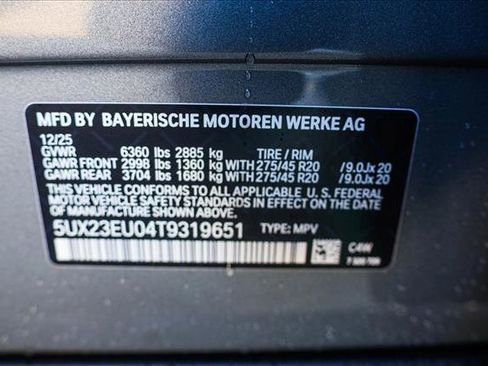 MFD BY BAYERISCHE MOTOREN WERKE AG
12/25
GVWR 6360 lbs 2885 kg TIRE / RIM
GAWR FRONT 2998 lbs 1360 kg WITH 275/45 R20 / 9.0Jx 20
GAWR REAR 3704 lbs 1680 kg WITH 275/45 R20 / 9.0Jx 20
THIS VEHICLE CONFORMS TO ALL APPLICABLE U.S. FEDERAL
MOTOR VEHICLE SAFETY STANDARDS IN EFFECT ON THE
DATE OF MANUFACTURE SHOWN ABOVE.
5UX23EU04T9319651 TYPE: MPV
C4W